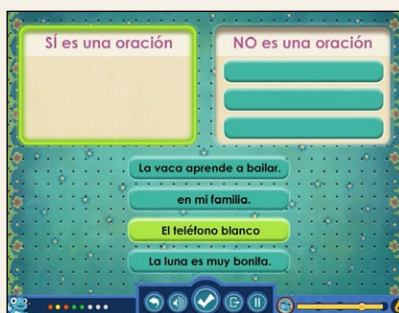 SÍ es una oración
NO es una oración
La vaca aprende a bailar.
en mi familia.
El teléfono blanco
La luna es muy bonita.